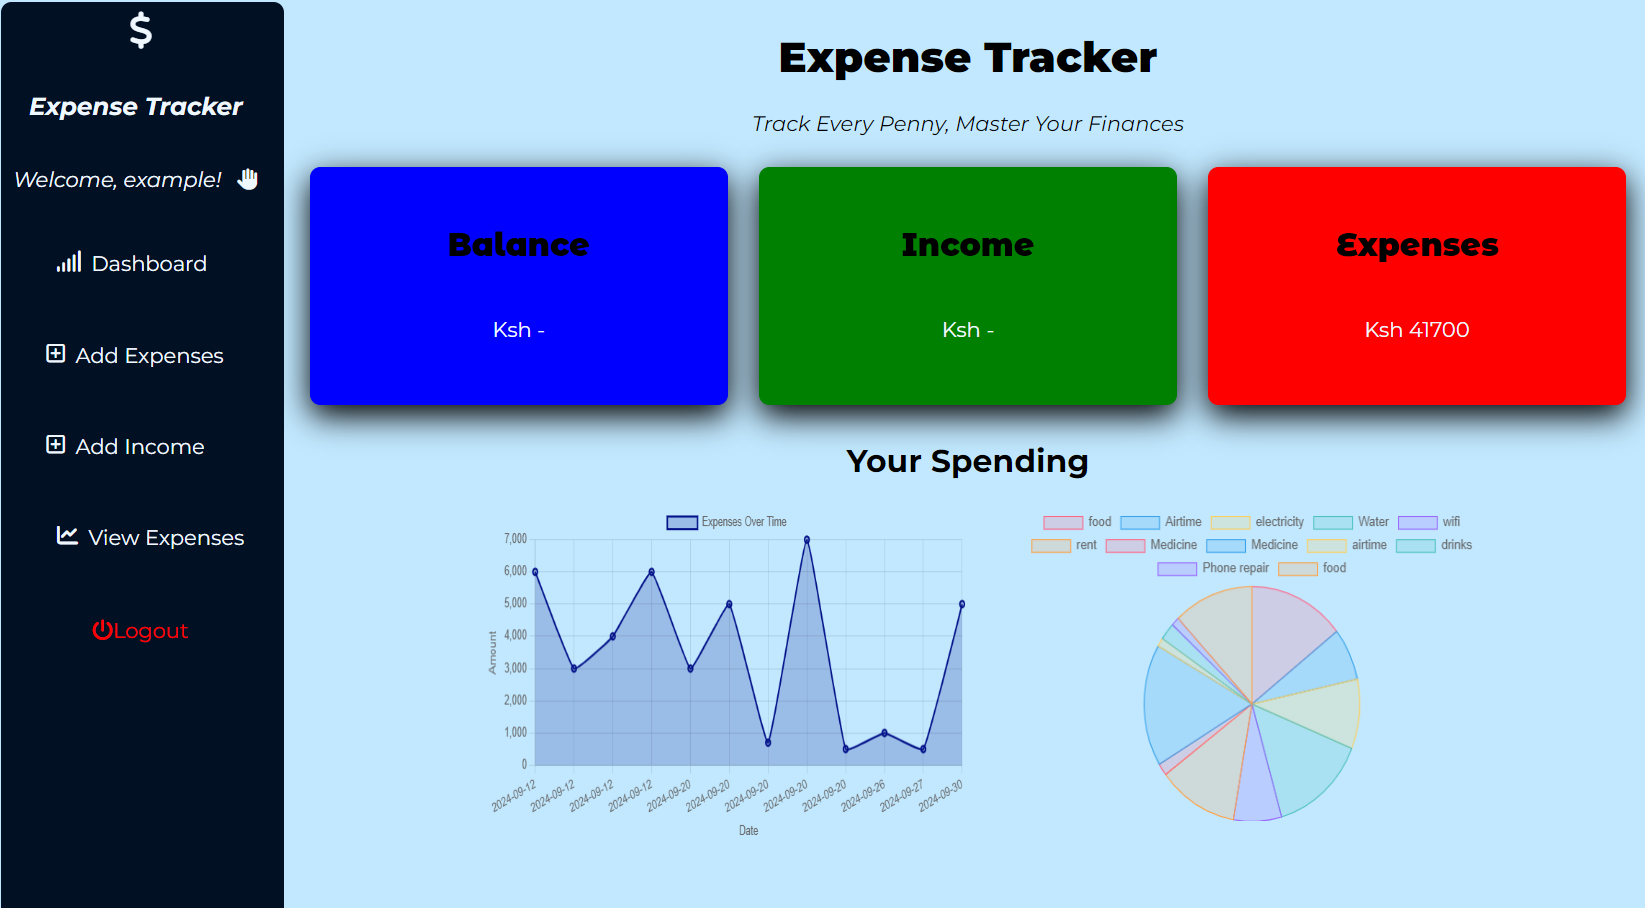 $
Expense Tracker
Welcome, example!
Dashboard
Add Expenses
Add Income
View Expenses
Logout
Expense Tracker
Track Every Penny, Master Your Finances
Balance
Ksh -
Income
Ksh -
Expenses
Ksh 41700
Your Spending
Expenses Over Time
7,000
6,000
5,000
4,000
3,000
2,000
1,000
0
Amount
2024-09-12
2024-09-12
2024-09-12
2024-09-12
2024-09-20
2024-09-20
2024-09-20
2024-09-20
2024-09-20
2024-09-26
2024-09-27
2024-09-30
Date
food Airtime electricity Water wifi
rent Medicine Medicine airtime drinks
Phone repair food